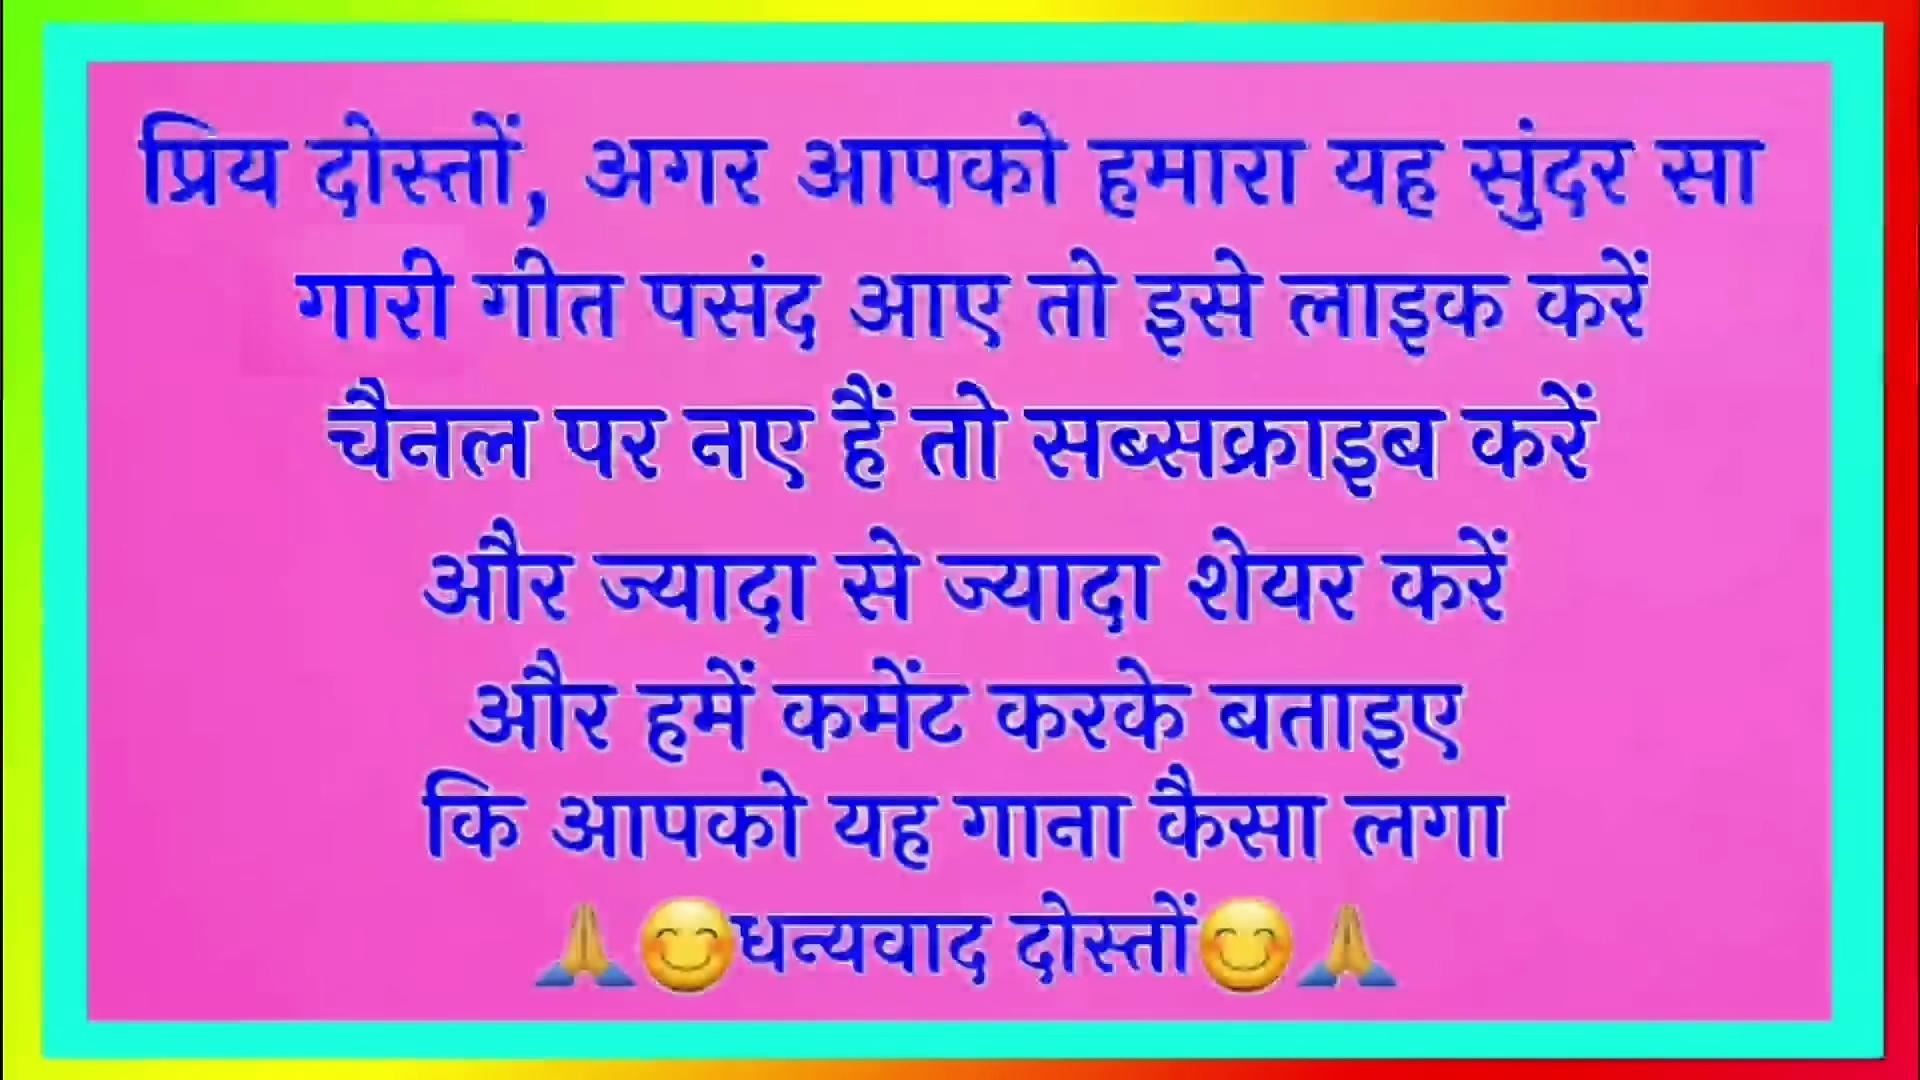 प्रिय दोस्तों, अगर आपको हमारा यह सुंदर सा
गारी गीत पसंद आए तो इसे लाइक करें
चैनल पर नए हैं तो सब्सक्राइब करें
और ज्यादा से ज्यादा शेयर करें
और हमें कमेंट करके बताइए
कि आपको यह गाना कैसा लगा
🙏😊धन्यवाद दोस्तों😊🙏